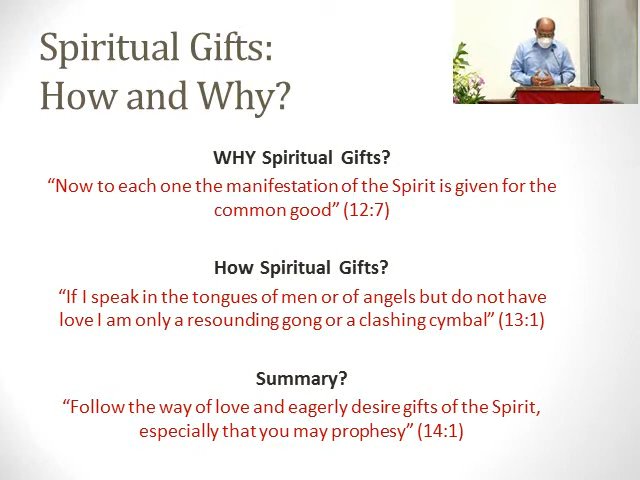 Spiritual Gifts:
How and Why?
WHY Spiritual Gifts?
“Now to each one the manifestation of the Spirit is given for the
common good” (12:7)
How Spiritual Gifts?
“If I speak in the tongues of men or of angels but do not have
love I am only a resounding gong or a clashing cymbal” (13:1)
Summary?
“Follow the way of love and eagerly desire gifts of the Spirit,
especially that you may prophesy” (14:1)